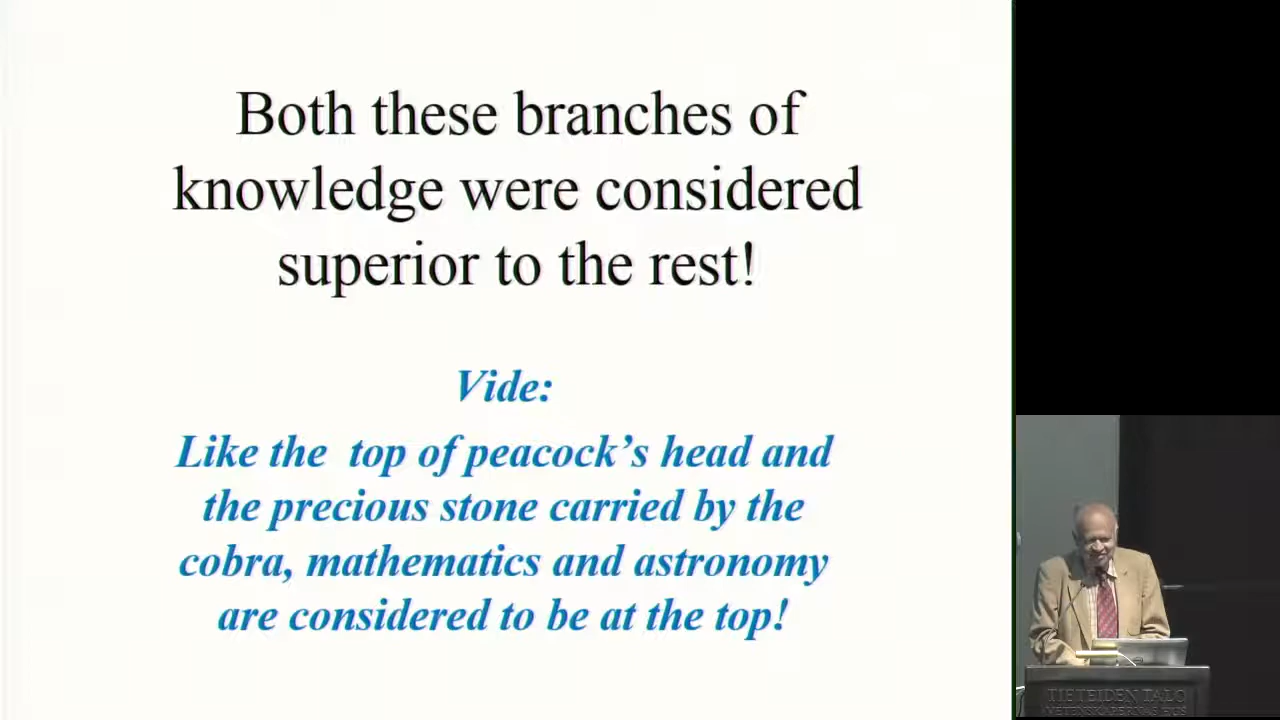 Both these branches of
knowledge were considered
superior to the rest!
Vide:
Like the top of peacock’s head and
the precious stone carried by the
cobra, mathematics and astronomy
are considered to be at the top!
TIETEIDEN TALO
VETENSKAPERNAS HUS